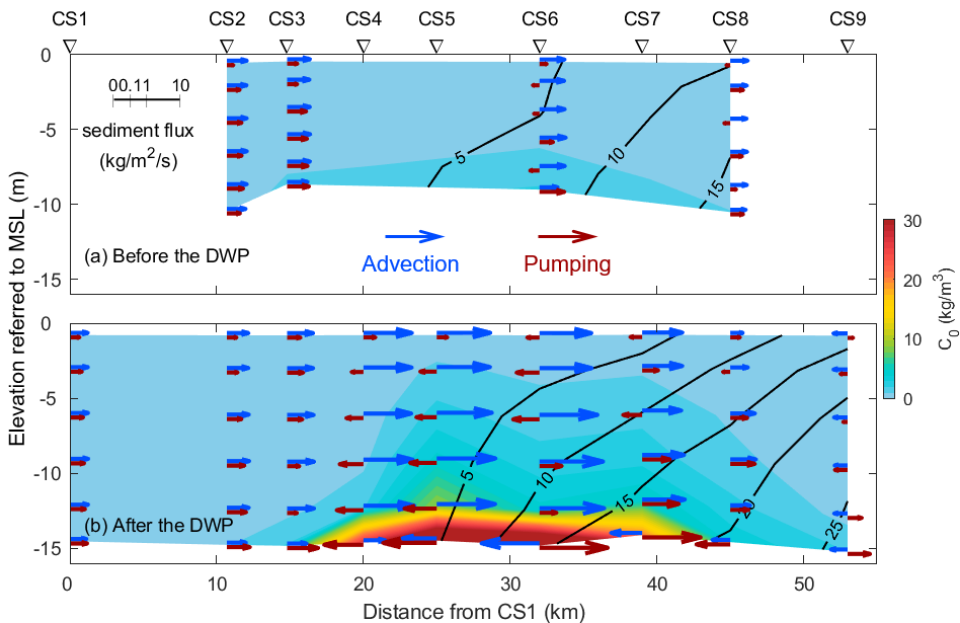 CS1 CS2 CS3 CS4 CS5 CS6 CS7 CS8 CS9
0
00.11 10
sediment flux
(kg/m²/s)
-5
5
10
15
-10
(a) Before the DWP
Advection
Pumping
-15
Elevation referred to MSL (m)
0
-5
-10
5
10
15
20
25
(b) After the DWP
-15
0 10 20 30 40 50
Distance from CS1 (km)
30
20
10
0
C₀ (kg/m³)